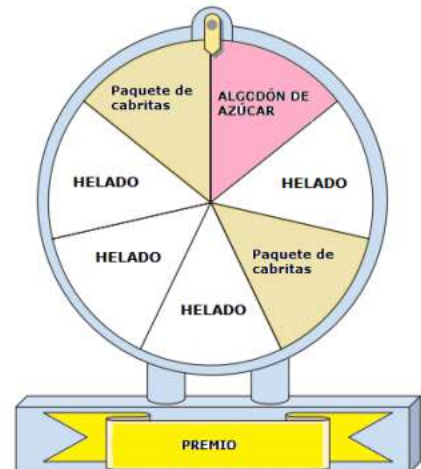 Paquete de
cabritas
ALGODÓN DE
AZÚCAR
HELADO
HELADO
HELADO
Paquete de
cabritas
HELADO
PREMIO